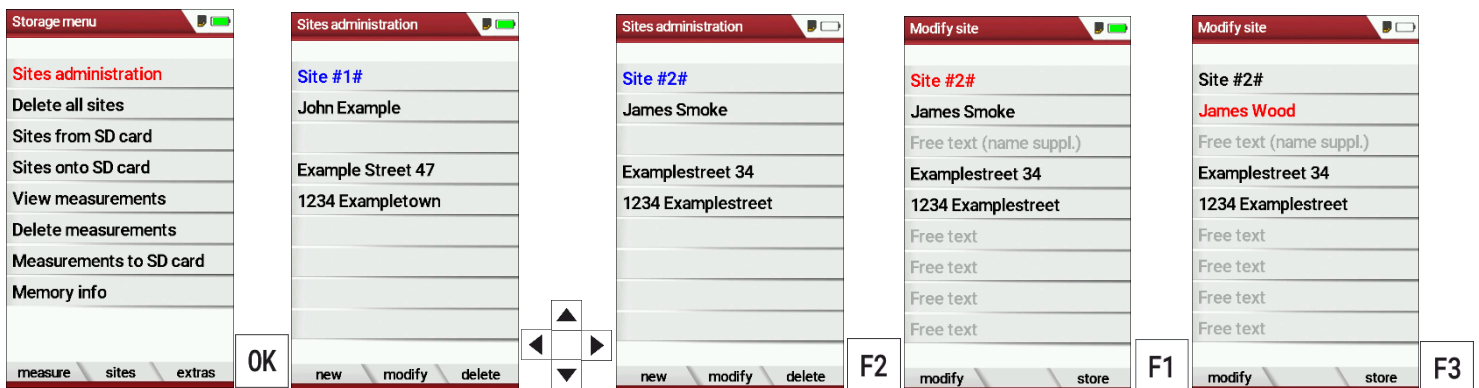 Storage menu
Sites administration
Delete all sites
Sites from SD card
Sites onto SD card
View measurements
Delete measurements
Measurements to SD card
Memory info
measure sites extras
OK
Sites administration
Site #1#
John Example
Example Street 47
1234 Exampletown
new modify delete
Sites administration
Site #2#
James Smoke
Examplestreet 34
1234 Examplestreet
new modify delete
F2
Modify site
Site #2#
James Smoke
Free text (name suppl.)
Examplestreet 34
1234 Examplestreet
Free text
Free text
Free text
Free text
modify store
F1
Modify site
Site #2#
James Wood
Free text (name suppl.)
Examplestreet 34
1234 Examplestreet
Free text
Free text
Free text
Free text
modify store
F3